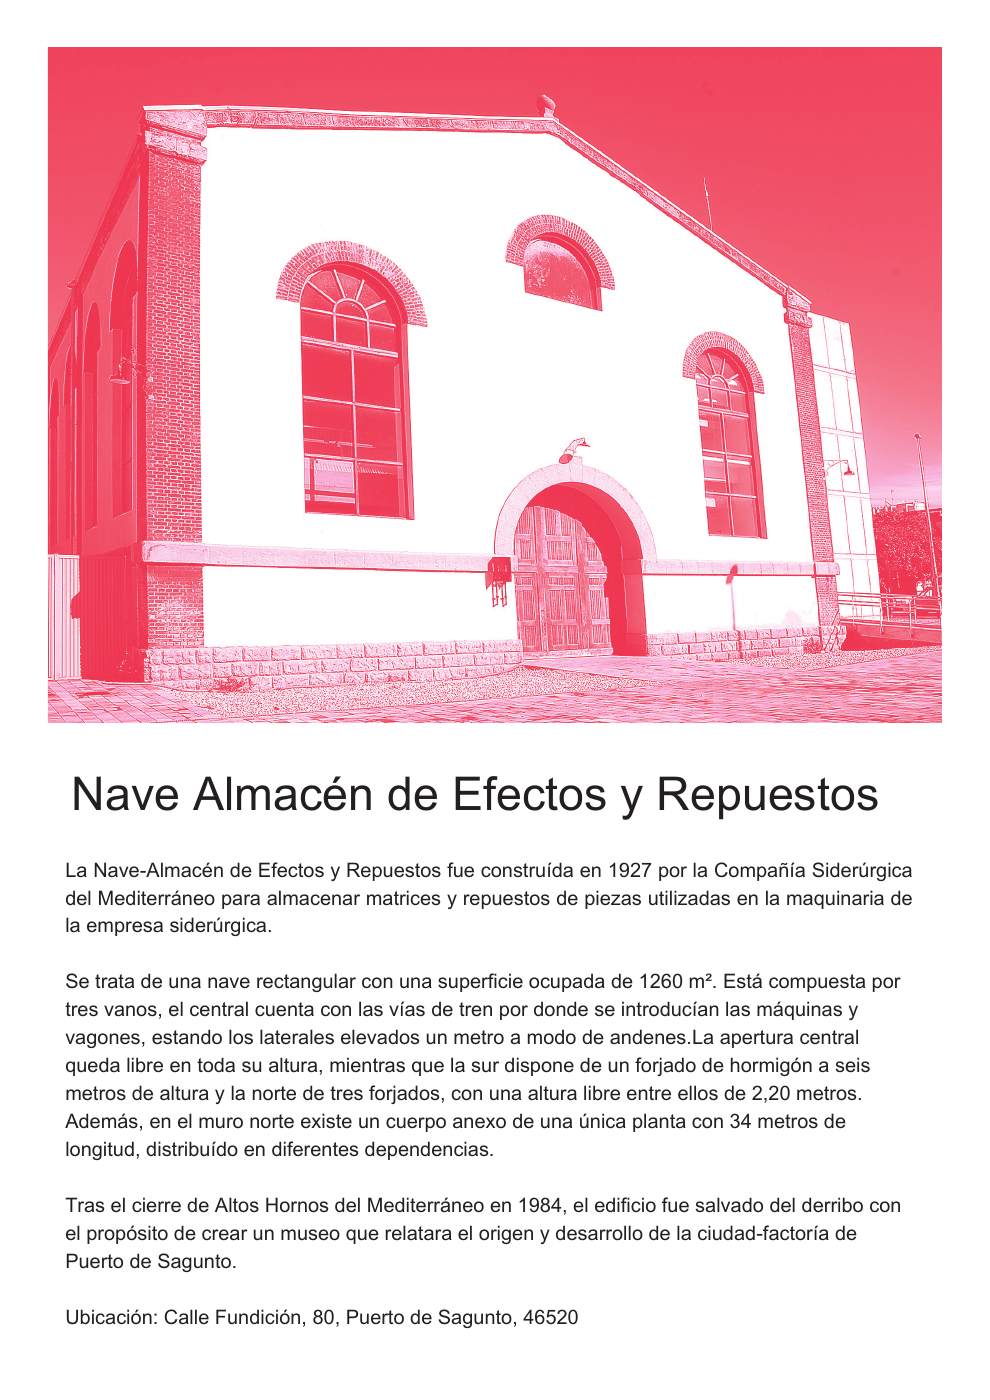 Nave Almacén de Efectos y Repuestos
La Nave-Almacén de Efectos y Repuestos fue construída en 1927 por la Compañía Siderúrgica
del Mediterráneo para almacenar matrices y repuestos de piezas utilizadas en la maquinaria de
la empresa siderúrgica.
Se trata de una nave rectangular con una superficie ocupada de 1260 m². Está compuesta por
tres vanos, el central cuenta con las vías de tren por donde se introducían las máquinas y
vagones, estando los laterales elevados un metro a modo de andenes.La apertura central
queda libre en toda su altura, mientras que la sur dispone de un forjado de hormigón a seis
metros de altura y la norte de tres forjados, con una altura libre entre ellos de 2,20 metros.
Además, en el muro norte existe un cuerpo anexo de una única planta con 34 metros de
longitud, distribuído en diferentes dependencias.
Tras el cierre de Altos Hornos del Mediterráneo en 1984, el edificio fue salvado del derribo con
el propósito de crear un museo que relatara el origen y desarrollo de la ciudad-factoría de
Puerto de Sagunto.
Ubicación: Calle Fundición, 80, Puerto de Sagunto, 46520